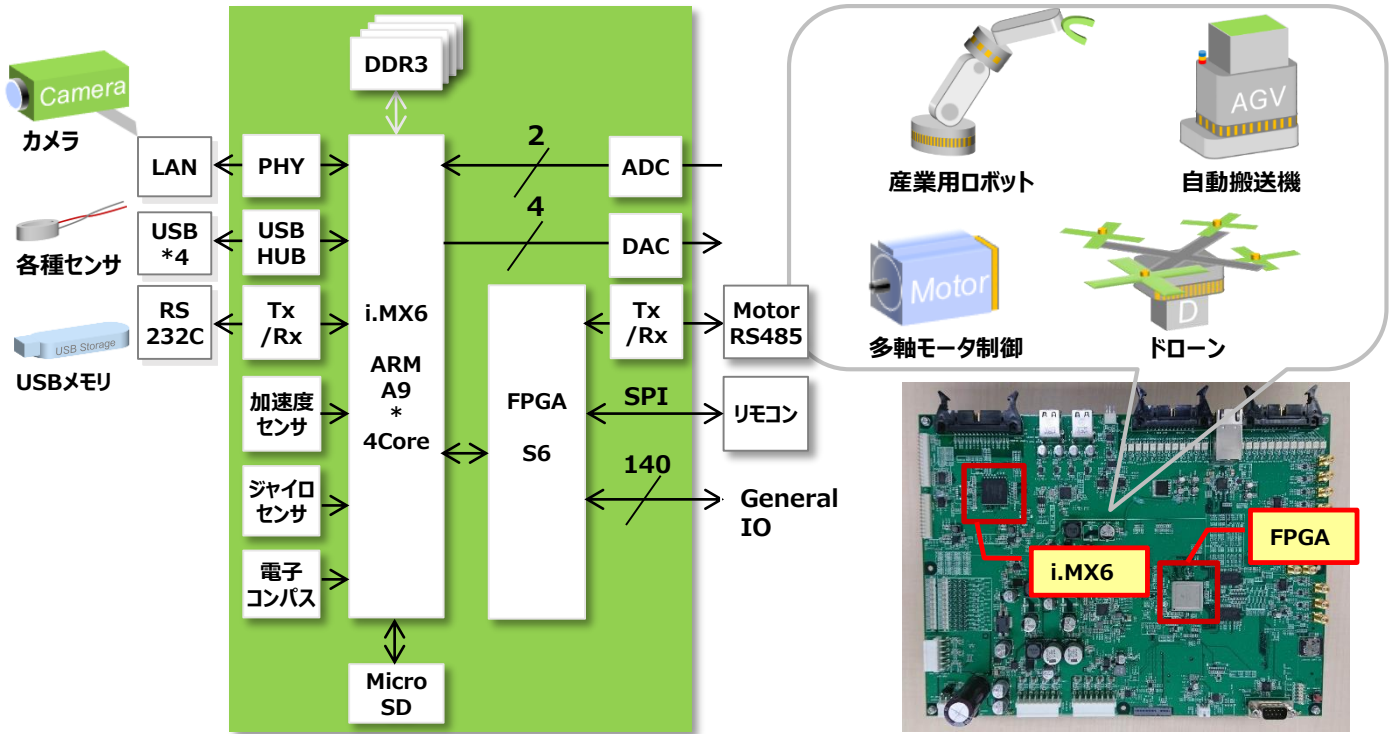 DDR3
Camera
カメラ
LAN
PHY
2
ADC
各種センサ
USB
*4
USB
HUB
4
DAC
USB Storage
USBメモリ
RS
232C
Tx
/Rx
i.MX6
ARM
A9
*
4Core
加速度
センサ
ジャイロ
センサ
電子
コンパス
Micro
SD
FPGA
S6
Tx
/Rx
Motor
RS485
SPI
リモコン
140
General
IO
産業用ロボット
AGV
自動搬送機
Motor
多軸モータ制御
D
ドローン
i.MX6
FPGA